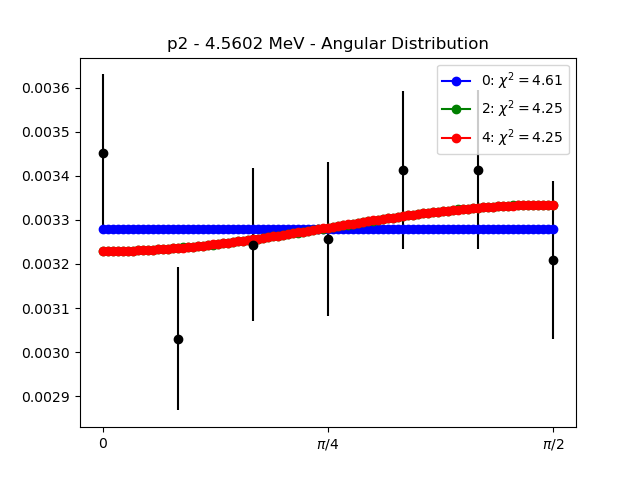 p2 - 4.5602 MeV - Angular Distribution
0.0036
0.0035
0.0034
0.0033
0.0032
0.0031
0.0030
0.0029
0: χ² = 4.61
2: χ² = 4.25
4: χ² = 4.25
0
π/4
π/2